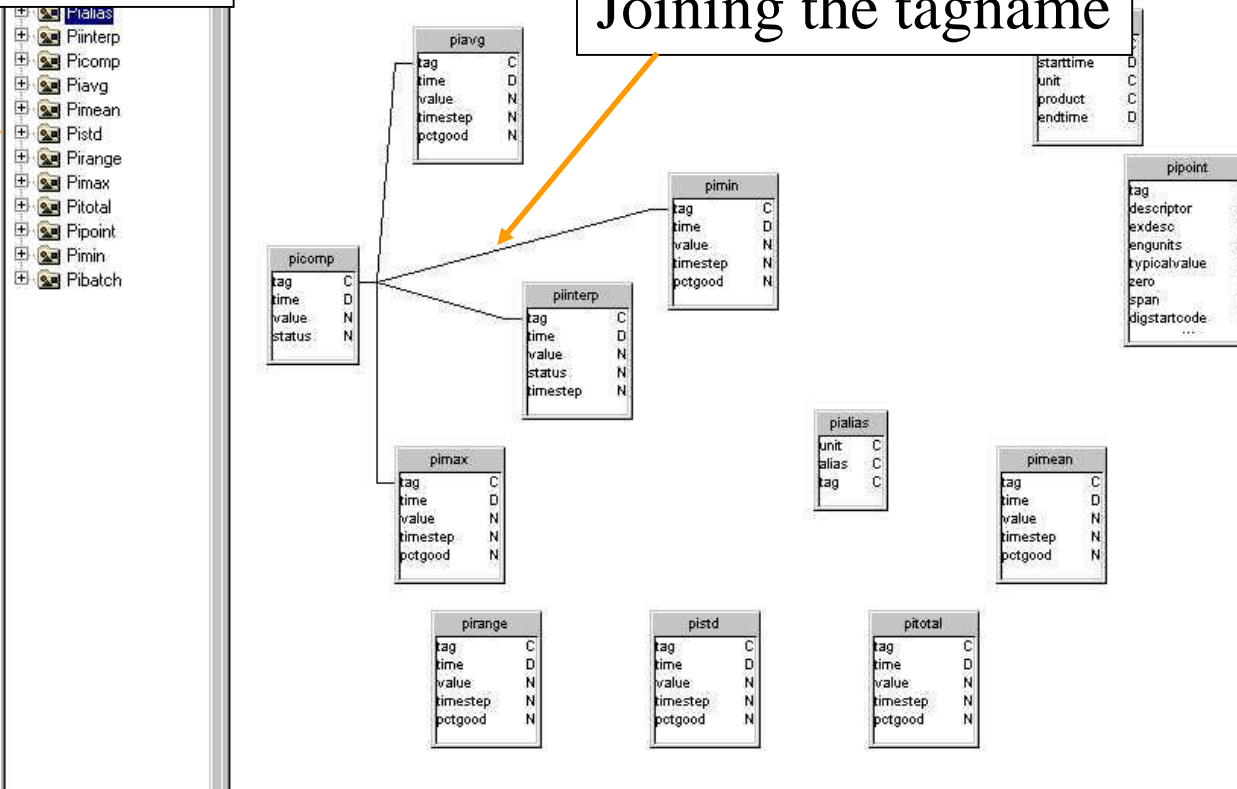 Joining the tagname
Pialias
Piinterp
Picomp
Piavg
Pimean
Pistd
Pirange
Pimax
Pitotal
Pipoint
Pimin
Pibatch
piavg
tag C
time D
value N
timestep N
pctgood N
starttime D
unit C
product C
endtime D
pipoint
tag
descriptor
exdesc
engunits
typicalvalue
zero
span
digstartcode
...
pimin
tag C
time D
value N
timestep N
pctgood N
picomp
tag C
time D
value N
status N
piinterp
tag C
time D
value N
status N
timestep N
pialias
unit C
alias C
tag C
pimax
tag C
time D
value N
timestep N
pctgood N
pimean
tag C
time D
value N
timestep N
pctgood N
pirange
tag C
time D
value N
timestep N
pctgood N
pistd
tag C
time D
value N
timestep N
pctgood N
pitotal
tag C
time D
value N
timestep N
pctgood N